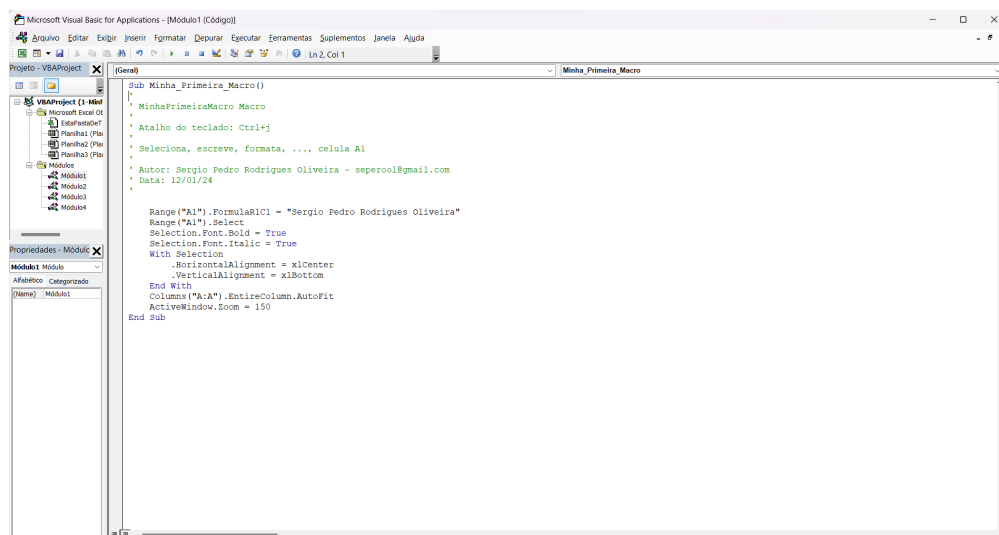 Microsoft Visual Basic for Applications - [Módulo1 (Código)]
Arquivo Editar Exibir Inserir Formatar Depurar Executar Ferramentas Suplementos Janela Ajuda
Ln 2, Col 1
Projeto - VBAProject
(Geral)
Minha_Primeira_Macro
VBAProject (1-Minh
Microsoft Excel Ob
EstaPastaDeT
Planilha1 (Plan
Planilha2 (Plan
Planilha3 (Plan
Módulos
Módulo1
Módulo2
Módulo3
Módulo4
Propriedades - Módulo
Módulo1 Módulo
Alfabético Categorizado
(Name) Módulo1
Sub Minha_Primeira_Macro()
'
' MinhaPrimeiraMacro Macro
'
' Atalho do teclado: Ctrl+j
'
' Seleciona, escreve, formata, ..., celula A1
'
' Autor: Sergio Pedro Rodrigues Oliveira - seperool@gmail.com
' Data: 12/01/24
'
Range("A1").FormulaR1C1 = "Sergio Pedro Rodrigues Oliveira"
Range("A1").Select
Selection.Font.Bold = True
Selection.Font.Italic = True
With Selection
.HorizontalAlignment = xlCenter
.VerticalAlignment = xlBottom
End With
Columns("A:A").EntireColumn.AutoFit
ActiveWindow.Zoom = 150
End Sub